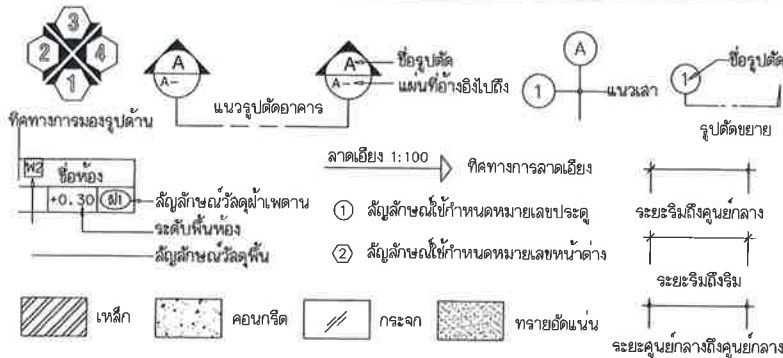 3
2 4
1
ทิศทางการมองรูปด้าน
A
A-
แนวรูปตัดอาคาร
A
A-
ชื่อรูปตัด
แผ่นที่อ้างอิงไปถึง
A
1
แนวเสา
1
ชื่อรูปตัด
รูปตัดขยาย
พ2 ชื่อห้อง
+0.30 ฝ1
สัญลักษณ์วัสดุฝ้าเพดาน
ระดับพื้นห้อง
สัญลักษณ์วัสดุพื้น
ลาดเอียง 1:100
ทิศทางการลาดเอียง
1 สัญลักษณ์ใช้กำหนดหมายเลขประตู
2 สัญลักษณ์ใช้กำหนดหมายเลขหน้าต่าง
ระยะริมถึงศูนย์กลาง
ระยะริมถึงริม
ระยะศูนย์กลางถึงศูนย์กลาง
เหล็ก
คอนกรีต
กระจก
ทรายอัดแน่น